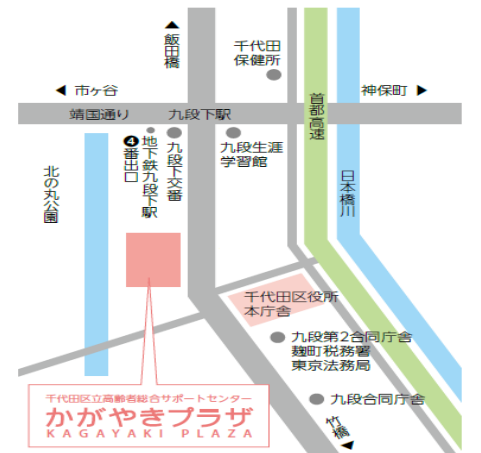 ▲
飯田橋
千代田
保健所
◀ 市ヶ谷
神保町 ▶
靖国通り
九段下駅
首都高速
❹番出口
地下鉄九段下駅
九段下交番
九段生涯
学習館
北の丸公園
日本橋川
千代田区役所
本庁舎
九段第2合同庁舎
麹町税務署
東京法務局
九段合同庁舎
竹橋
▼
千代田区立高齢者総合サポートセンター
かがやきプラザ
KAGAYAKI PLAZA